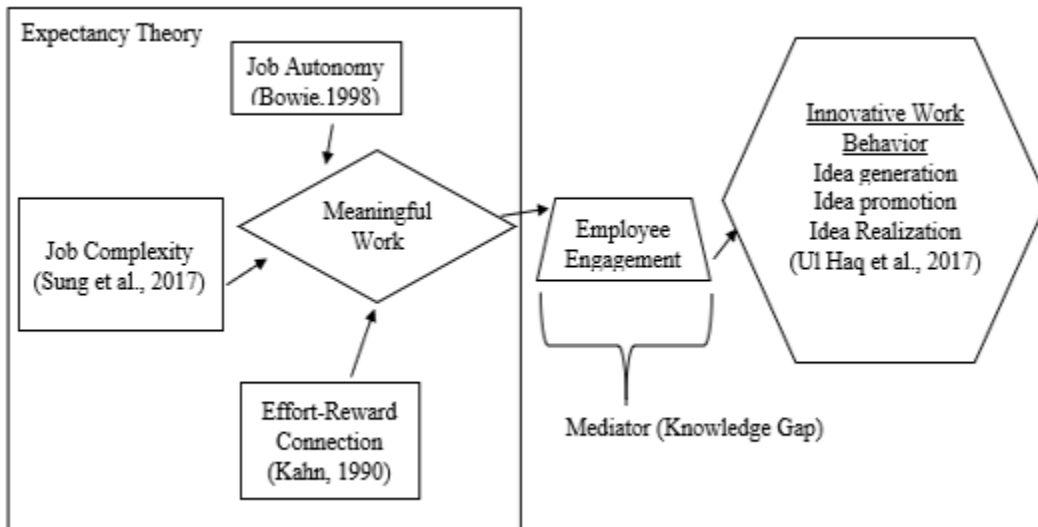 Expectancy Theory
Job Autonomy
(Bowie.1998)
Job Complexity
(Sung et al., 2017)
Meaningful
Work
Effort-Reward
Connection
(Kahn, 1990)
Employee
Engagement
Mediator (Knowledge Gap)
Innovative Work
Behavior
Idea generation
Idea promotion
Idea Realization
(Ul Haq et al., 2017)